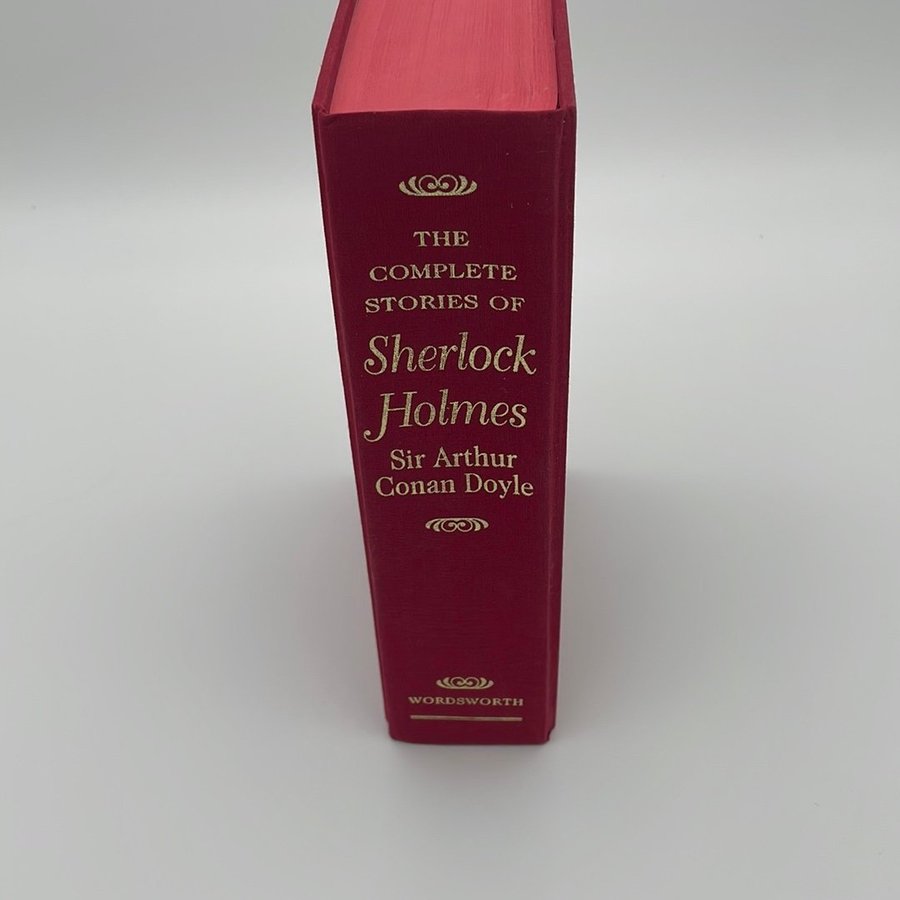 THE
COMPLETE
STORIES OF
Sherlock
Holmes
Sir Arthur
Conan Doyle
WORDSWORTH